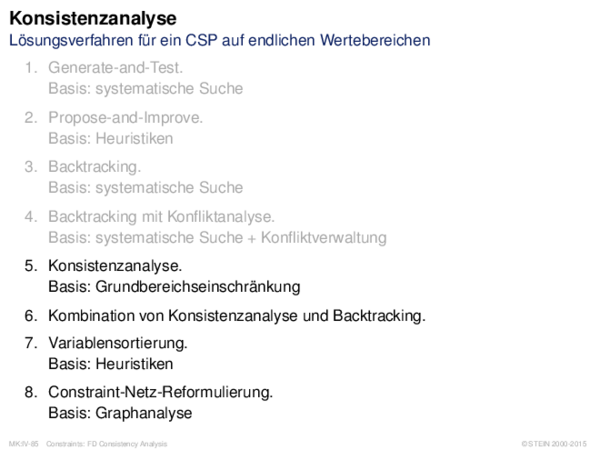 Konsistenzanalyse
Lösungsverfahren für ein CSP auf endlichen Wertebereichen
1. Generate-and-Test.
Basis: systematische Suche
2. Propose-and-Improve.
Basis: Heuristiken
3. Backtracking.
Basis: systematische Suche
4. Backtracking mit Konfliktanalyse.
Basis: systematische Suche + Konfliktverwaltung
5. Konsistenzanalyse.
Basis: Grundbereichseinschränkung
6. Kombination von Konsistenzanalyse und Backtracking.
7. Variablensortierung.
Basis: Heuristiken
8. Constraint-Netz-Reformulierung.
Basis: Graphanalyse
MK:IV-85 Constraints: FD Consistency Analysis © STEIN 2000-2015